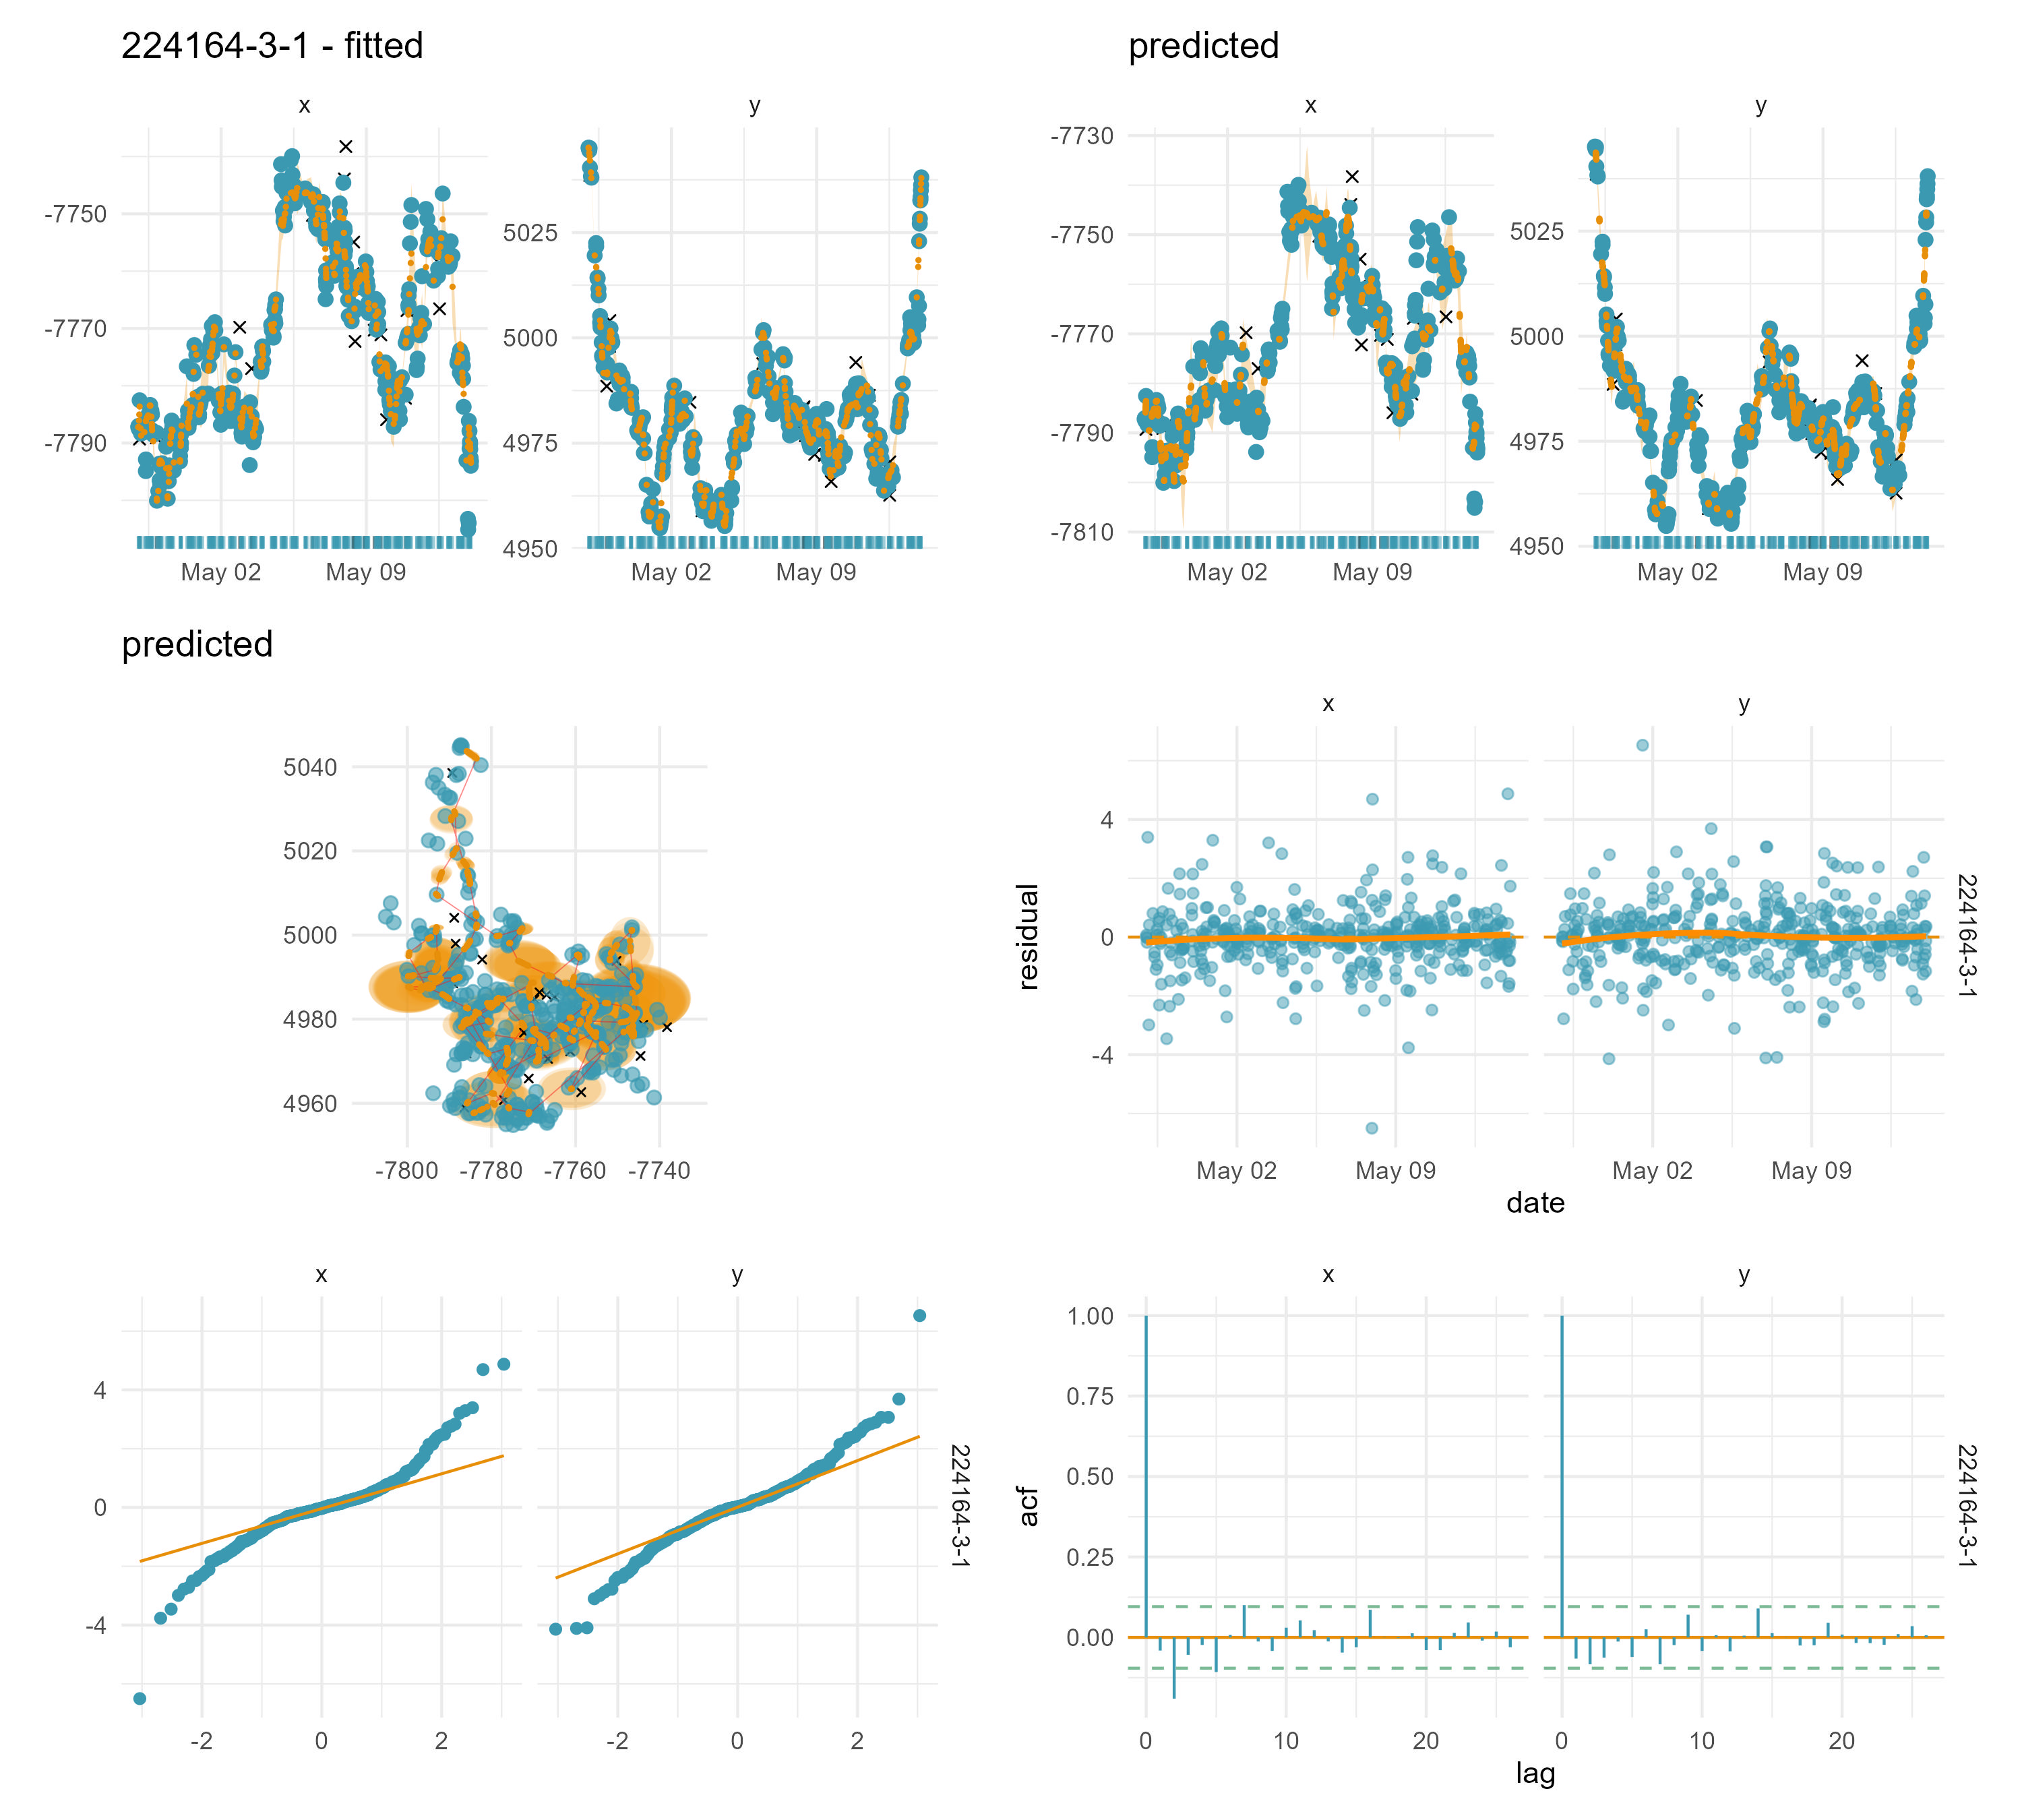 224164-3-1 - fitted
predicted
x
y
x
y
-7750
-7770
-7790
5025
5000
4975
4950
-7730
-7750
-7770
-7790
-7810
5025
5000
4975
4950
May 02
May 09
May 02
May 09
May 02
May 09
May 02
May 09
predicted
5040
5020
5000
4980
4960
-7800
-7780
-7760
-7740
x
y
residual
4
0
-4
224164-3-1
May 02
May 09
May 02
May 09
date
x
y
4
0
-4
224164-3-1
-2
0
2
-2
0
2
x
y
acf
1.00
0.75
0.50
0.25
0.00
224164-3-1
0
10
20
0
10
20
lag